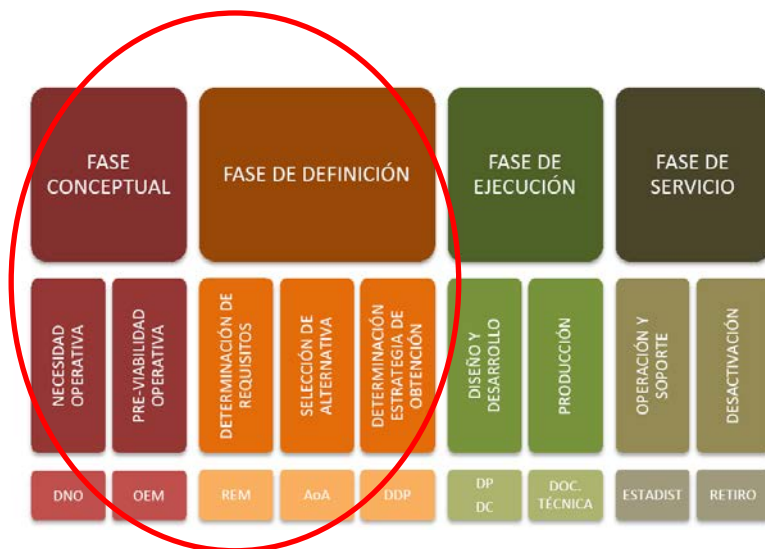 FASE
CONCEPTUAL
FASE DE DEFINICIÓN
FASE DE
EJECUCIÓN
FASE DE
SERVICIO
NECESIDAD
OPERATIVA
PRE-VIABILIDAD
OPERATIVA
DETERMINACIÓN DE
REQUISITOS
SELECCIÓN DE
ALTERNATIVA
DETERMINACIÓN
ESTRATEGIA DE
OBTENCIÓN
DISEÑO Y
DESARROLLO
PRODUCCIÓN
OPERACIÓN Y
SOPORTE
DESACTIVACIÓN
DNO
OEM
REM
AoA
DDP
DP
DC
DOC.
TÉCNICA
ESTADIST
RETIRO